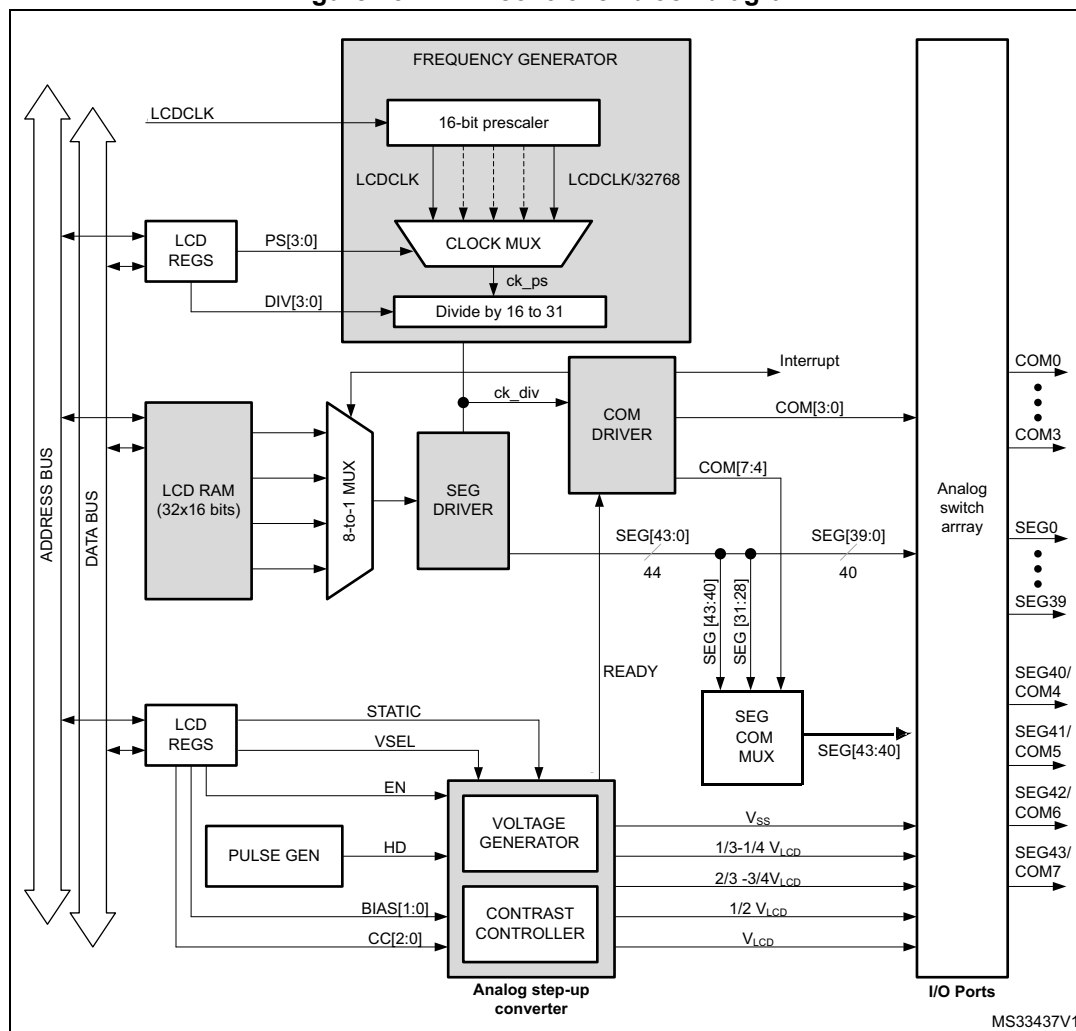 FREQUENCY GENERATOR
LCDCLK
16-bit prescaler
LCDCLK
LCDCLK/32768
LCD
REGS
PS[3:0]
CLOCK MUX
ck_ps
DIV[3:0]
Divide by 16 to 31
Interrupt
COM0
ck_div
COM
DRIVER
COM[3:0]
COM3
ADDRESS BUS
DATA BUS
LCD RAM
(32x16 bits)
8-to-1 MUX
SEG
DRIVER
COM[7:4]
Analog
switch
arrray
SEG[43:0]
44
SEG[39:0]
40
SEG0
SEG39
SEG [43:40]
SEG [31:28]
READY
SEG40/
COM4
LCD
REGS
STATIC
VSEL
SEG
COM
MUX
SEG[43:40]
SEG41/
COM5
EN
VOLTAGE
GENERATOR
SEG42/
COM6
PULSE GEN
HD
VSS
1/3-1/4 VLCD
SEG43/
COM7
2/3 -3/4VLCD
BIAS[1:0]
CONTRAST
CONTROLLER
1/2 VLCD
CC[2:0]
VLCD
Analog step-up
converter
I/O Ports
MS33437V1